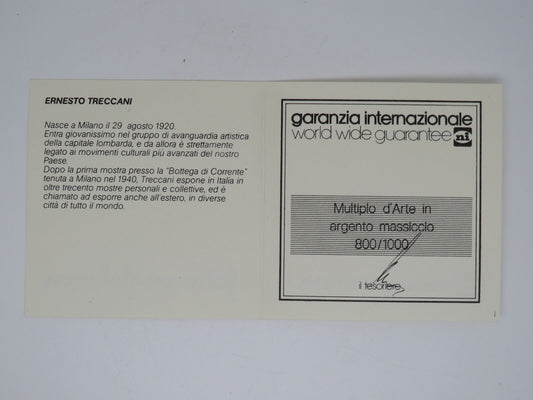 ERNESTO TRECCANI
Nasce a Milano il 29 agosto 1920.
Entra giovanissimo nel gruppo di avanguardia artistica
della capitale lombarda, e da allora è strettamente
legato ai movimenti culturali più avanzati del nostro
Paese.
Dopo la prima mostra presso la "Bottega di Corrente"
tenuta a Milano nel 1940, Treccani espone in Italia in
oltre trecento mostre personali e collettive, ed è
chiamato ad esporre anche all'estero, in diverse
città di tutto il mondo.
garanzia internazionale
world wide guarantee ni
Multiplo d'Arte in
argento massiccio
800/1000
il tesoriere